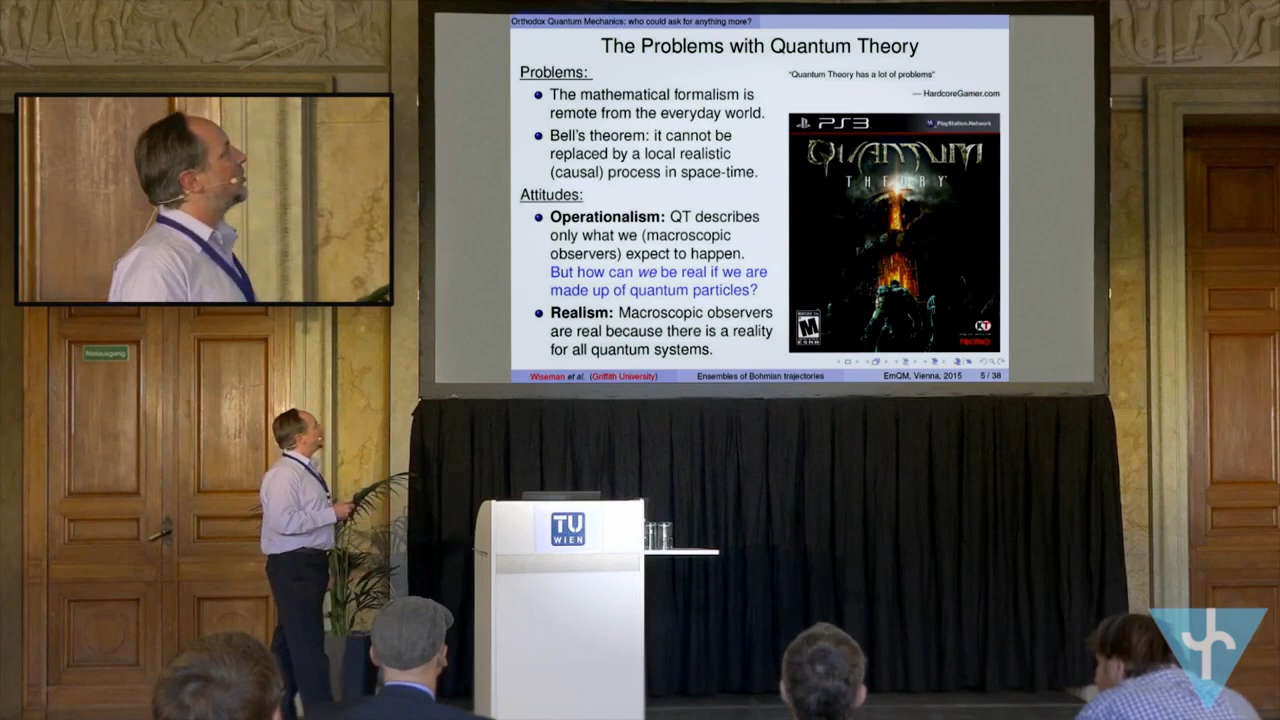 Orthodox Quantum Mechanics: who could ask for anything more?
The Problems with Quantum Theory
Problems:
The mathematical formalism is
remote from the everyday world.
Bell's theorem: it cannot be
replaced by a local realistic
(causal) process in space-time.
Attitudes:
Operationalism: QT describes
only what we (macroscopic
observers) expect to happen.
But how can we be real if we are
made up of quantum particles?
Realism: Macroscopic observers
are real because there is a reality
for all quantum systems.
"Quantum Theory has a lot of problems"
— HardcoreGamer.com
PS3
PlayStation Network
QUANTUM
THEORY
M
KT
Wiseman et al. (Griffith University)
Ensembles of Bohmian trajectories
EmQM, Vienna, 2015
5 / 38
Notausgang
TU
WIEN